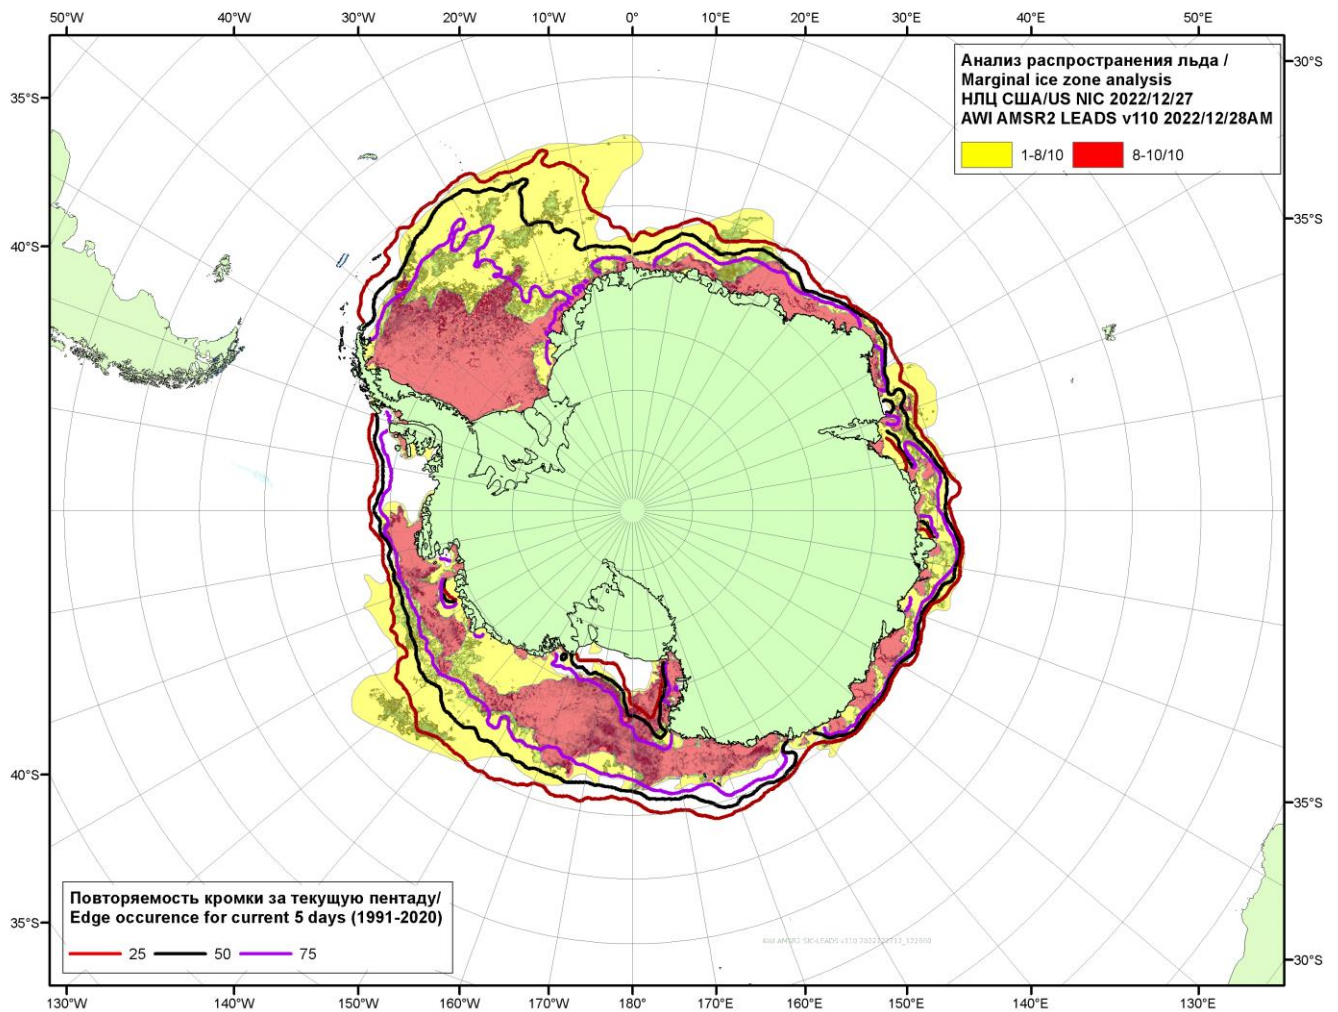 50°W 40°W 30°W 20°W 10°W 0° 10°E 20°E 30°E 40°E 50°E
Анализ распространения льда /
Marginal ice zone analysis
НЛЦ США/US NIC 2022/12/27
AWI AMSR2 LEADS v110 2022/12/28AM
1-8/10 8-10/10
30°S
35°S
35°S
40°S
40°S
35°S
35°S
30°S
Повторяемость кромки за текущую пентаду/
Edge occurence for current 5 days (1991-2020)
25 50 75
130°W 140°W 150°W 160°W 170°W 180° 170°E 160°E 150°E 140°E 130°E